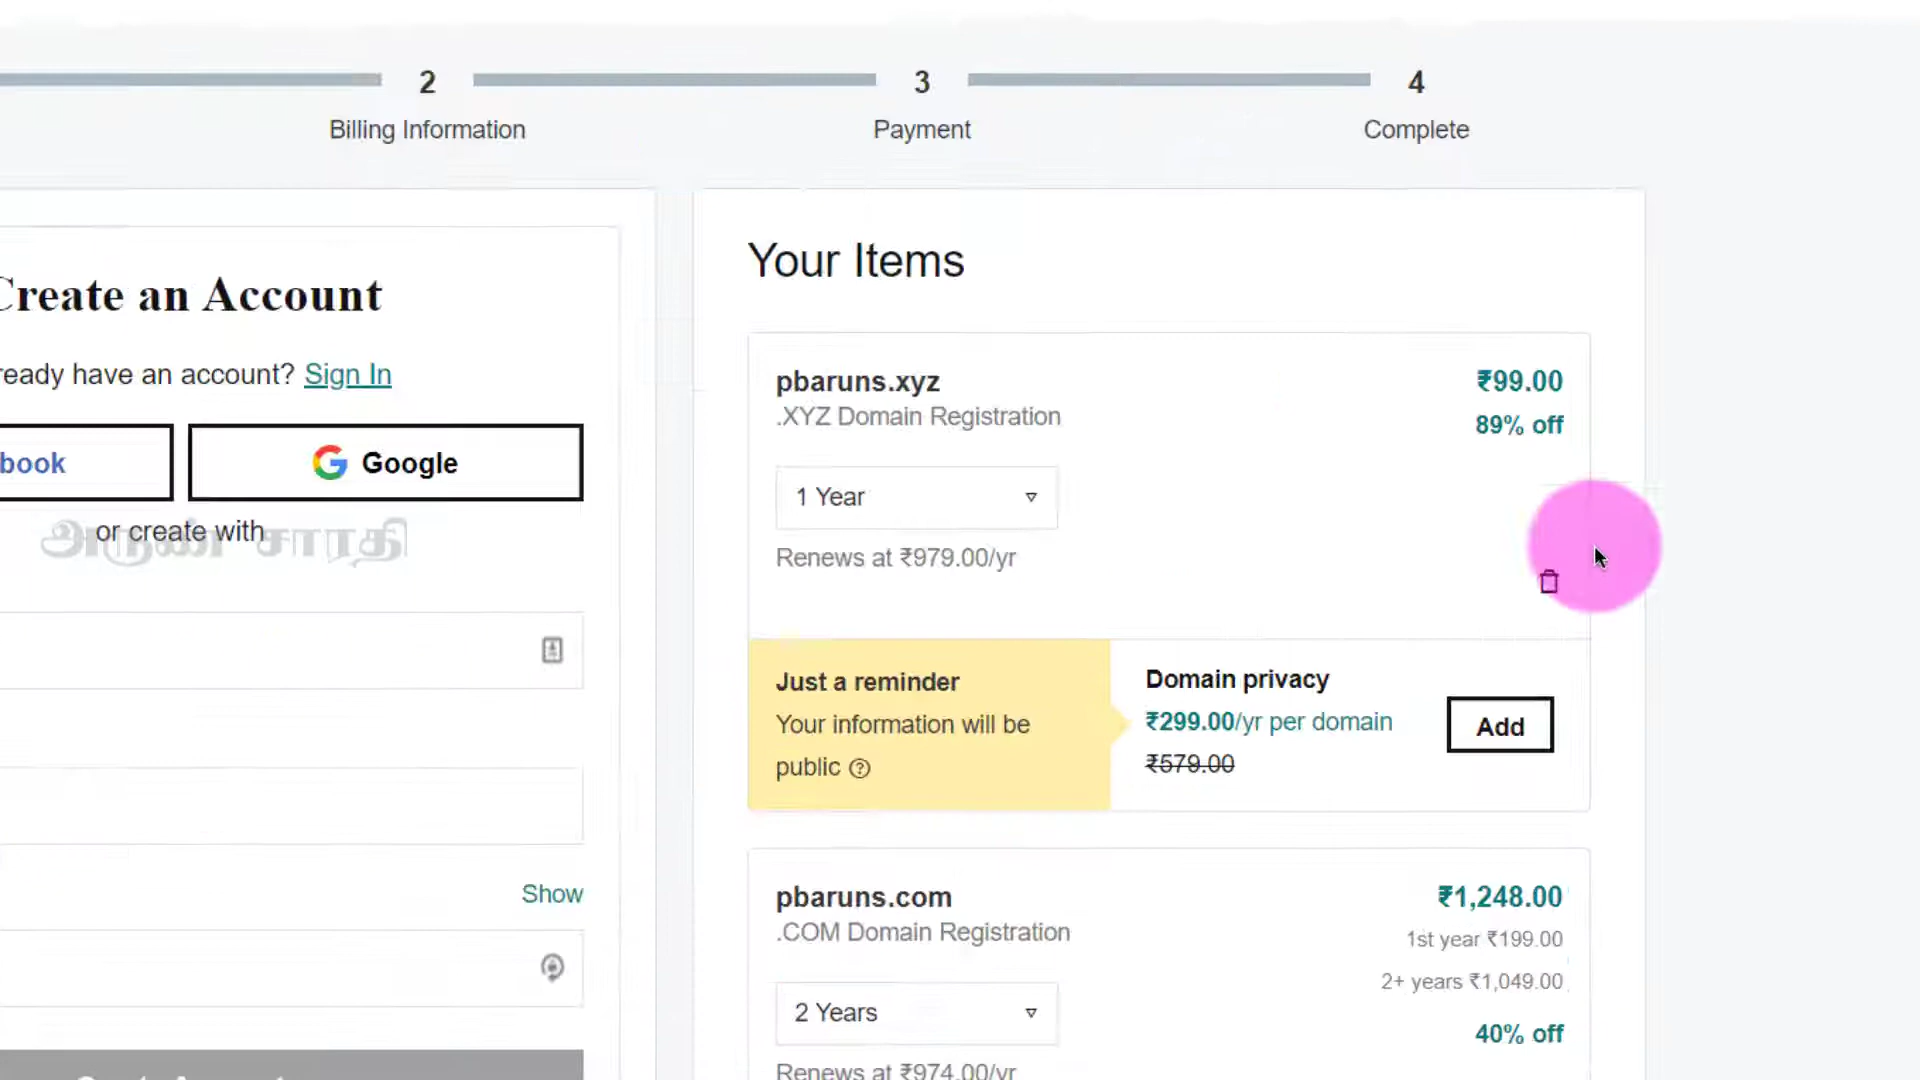 2
Billing Information
3
Payment
4
Complete
Create an Account
ready have an account? Sign In
book
Google
or create with
அருண் சாரதி
Show
Your Items
pbaruns.xyz
.XYZ Domain Registration
₹99.00
89% off
1 Year
Renews at ₹979.00/yr
Just a reminder
Your information will be
public
Domain privacy
₹299.00/yr per domain
₹579.00
Add
pbaruns.com
.COM Domain Registration
₹1,248.00
1st year ₹199.00
2+ years ₹1,049.00
40% off
2 Years
Renews at ₹974.00/yr